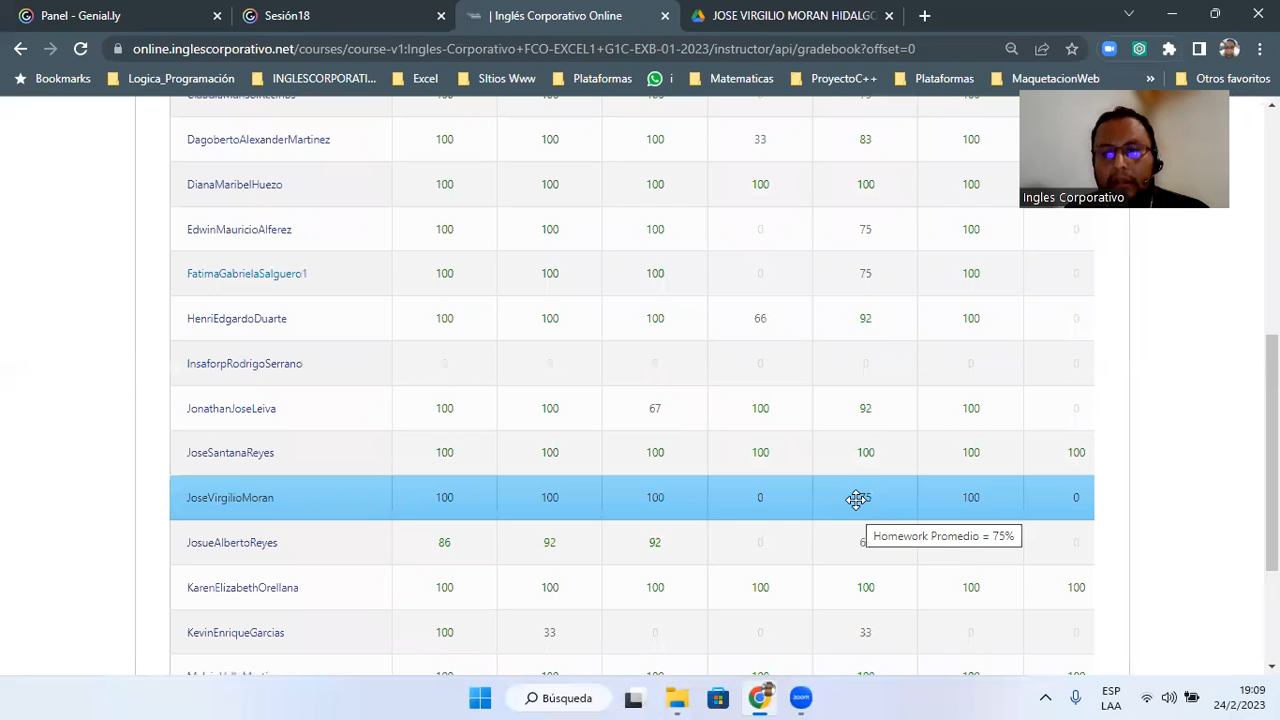 Panel - Genial.ly
Sesión18
| Inglés Corporativo Online
JOSE VIRGILIO MORAN HIDALGO
online.inglescorporativo.net/courses/course-v1:Ingles-Corporativo+FCO-EXCEL1+G1C-EXB-01-2023/instructor/api/gradebook?offset=0
Bookmarks Logica_Programación INGLESCORPORATI... Excel SItios Www Plataformas i Matematicas ProyectoC++ Plataformas MaquetacionWeb » Otros favoritos
DagobertoAlexanderMartinez 100 100 100 33 83 100
DianaMaribelHuezo 100 100 100 100 100 100
Ingles Corporativo
EdwinMauricioAlferez 100 100 100 0 75 100 0
FatimaGabrielaSalguero1 100 100 100 0 75 100 0
HenriEdgardoDuarte 100 100 100 66 92 100 0
InsaforpRodrigoSerrano 0 0 0 0 0 0 0
JonathanJoseLeiva 100 100 67 100 92 100 0
JoseSantanaReyes 100 100 100 100 100 100 100
JoseVirgilioMoran 100 100 100 0 75 100 0
Homework Promedio = 75%
JosueAlbertoReyes 86 92 92 0 0
KarenElizabethOrellana 100 100 100 100 100 100 100
KevinEnriqueGarcias 100 33 0 0 33 0 0
Búsqueda
zoom
ESP
LAA
19:09
24/2/2023